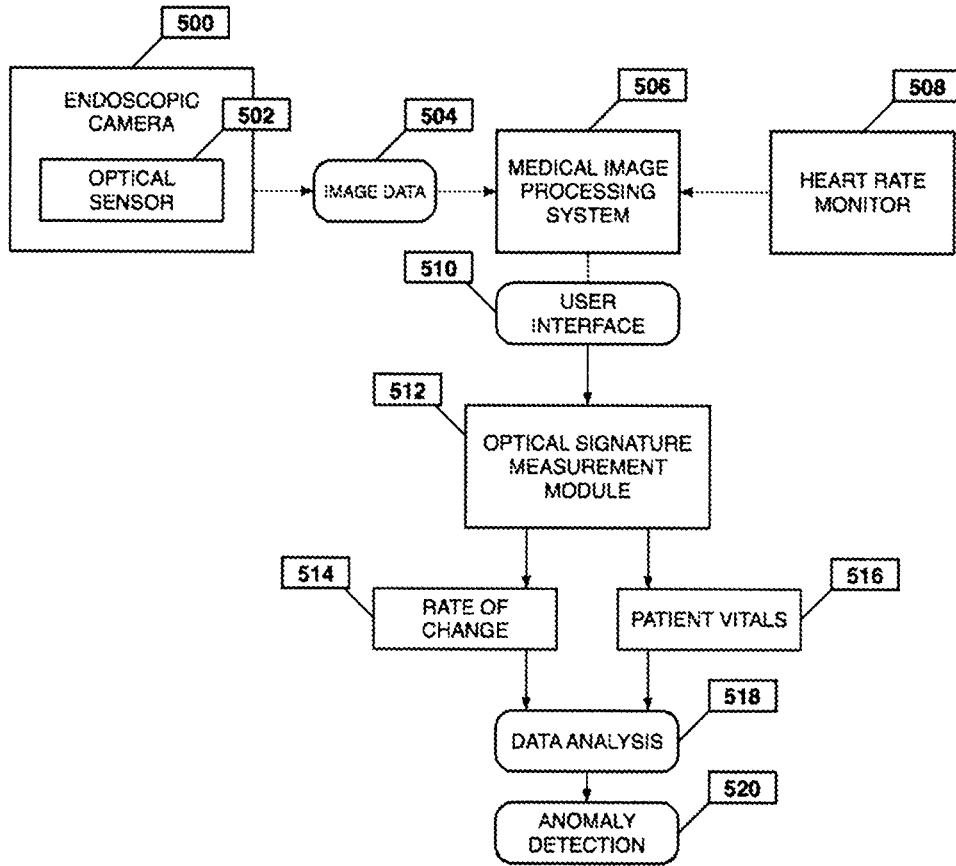 500
506
508
ENDOSCOPIC
CAMERA
502
504
OPTICAL
SENSOR
IMAGE DATA
MEDICAL IMAGE
PROCESSING
SYSTEM
HEART RATE
MONITOR
510
USER
INTERFACE
512
OPTICAL SIGNATURE
MEASUREMENT
MODULE
514
516
RATE OF
CHANGE
PATIENT VITALS
518
DATA ANALYSIS
520
ANOMALY
DETECTION